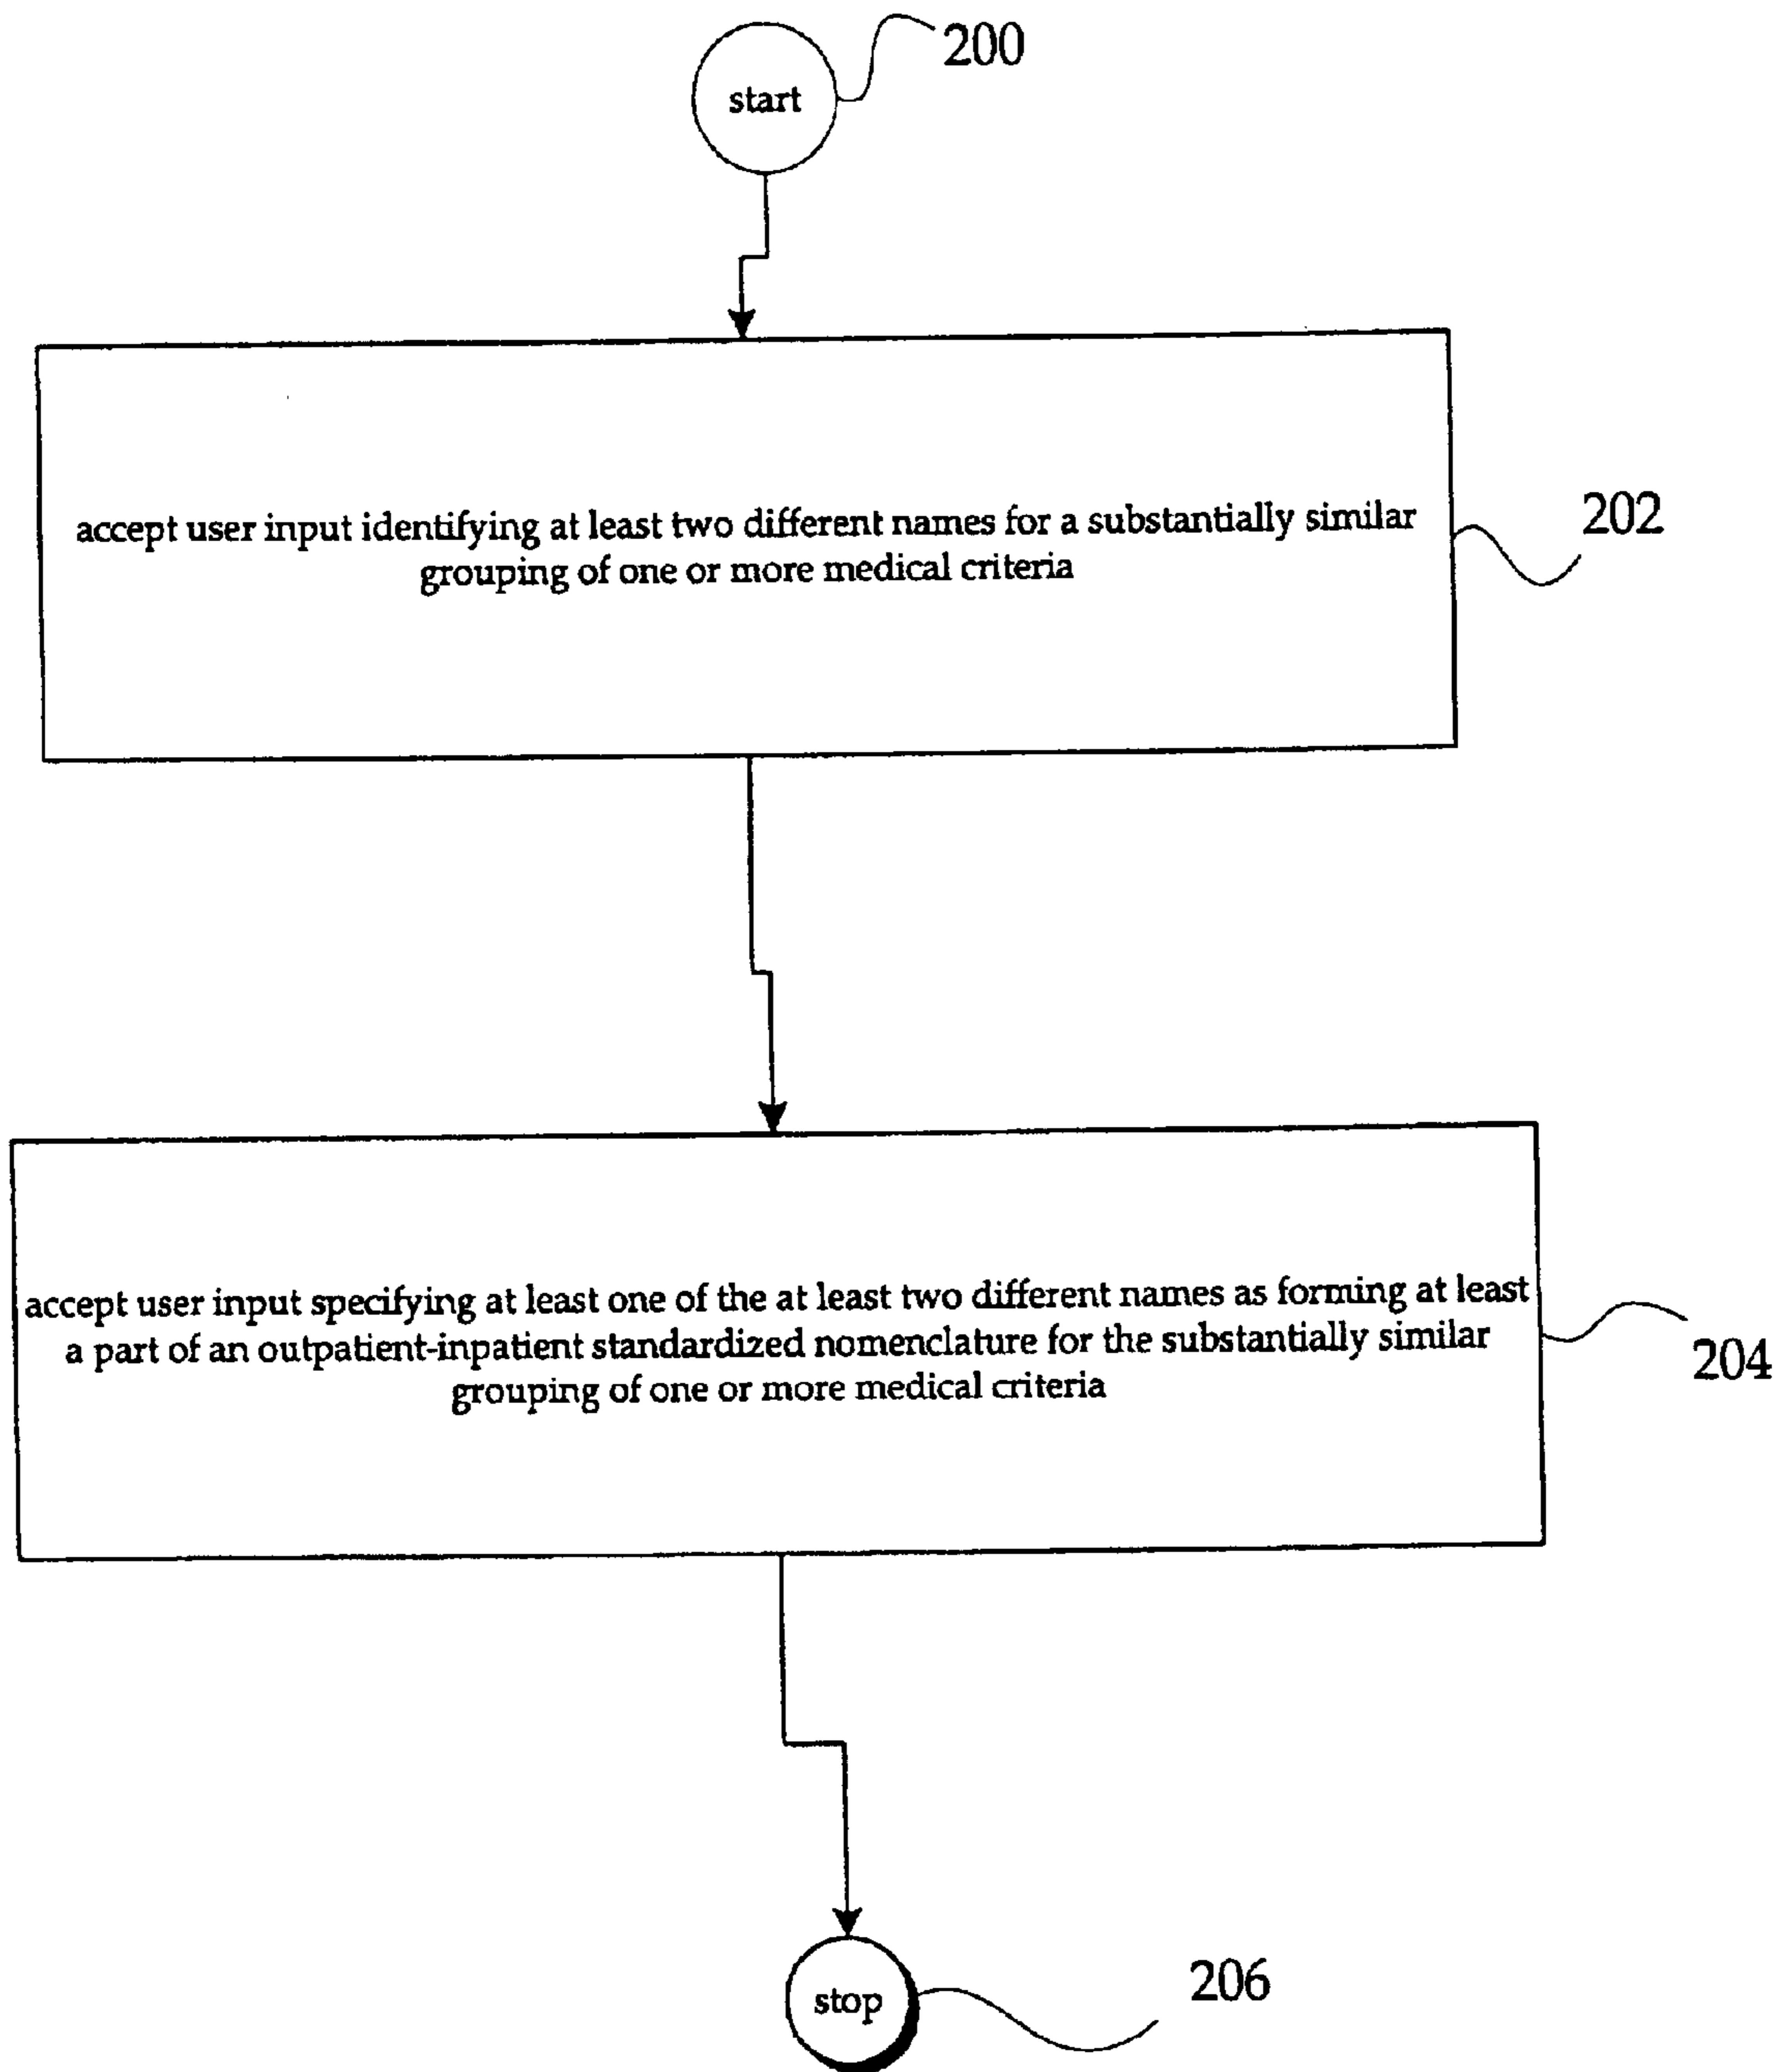 200
start
accept user input identifying at least two different names for a substantially similar
grouping of one or more medical criteria
202
accept user input specifying at least one of the at least two different names as forming at least
a part of an outpatient-inpatient standardized nomenclature for the substantially similar
grouping of one or more medical criteria
204
stop
206